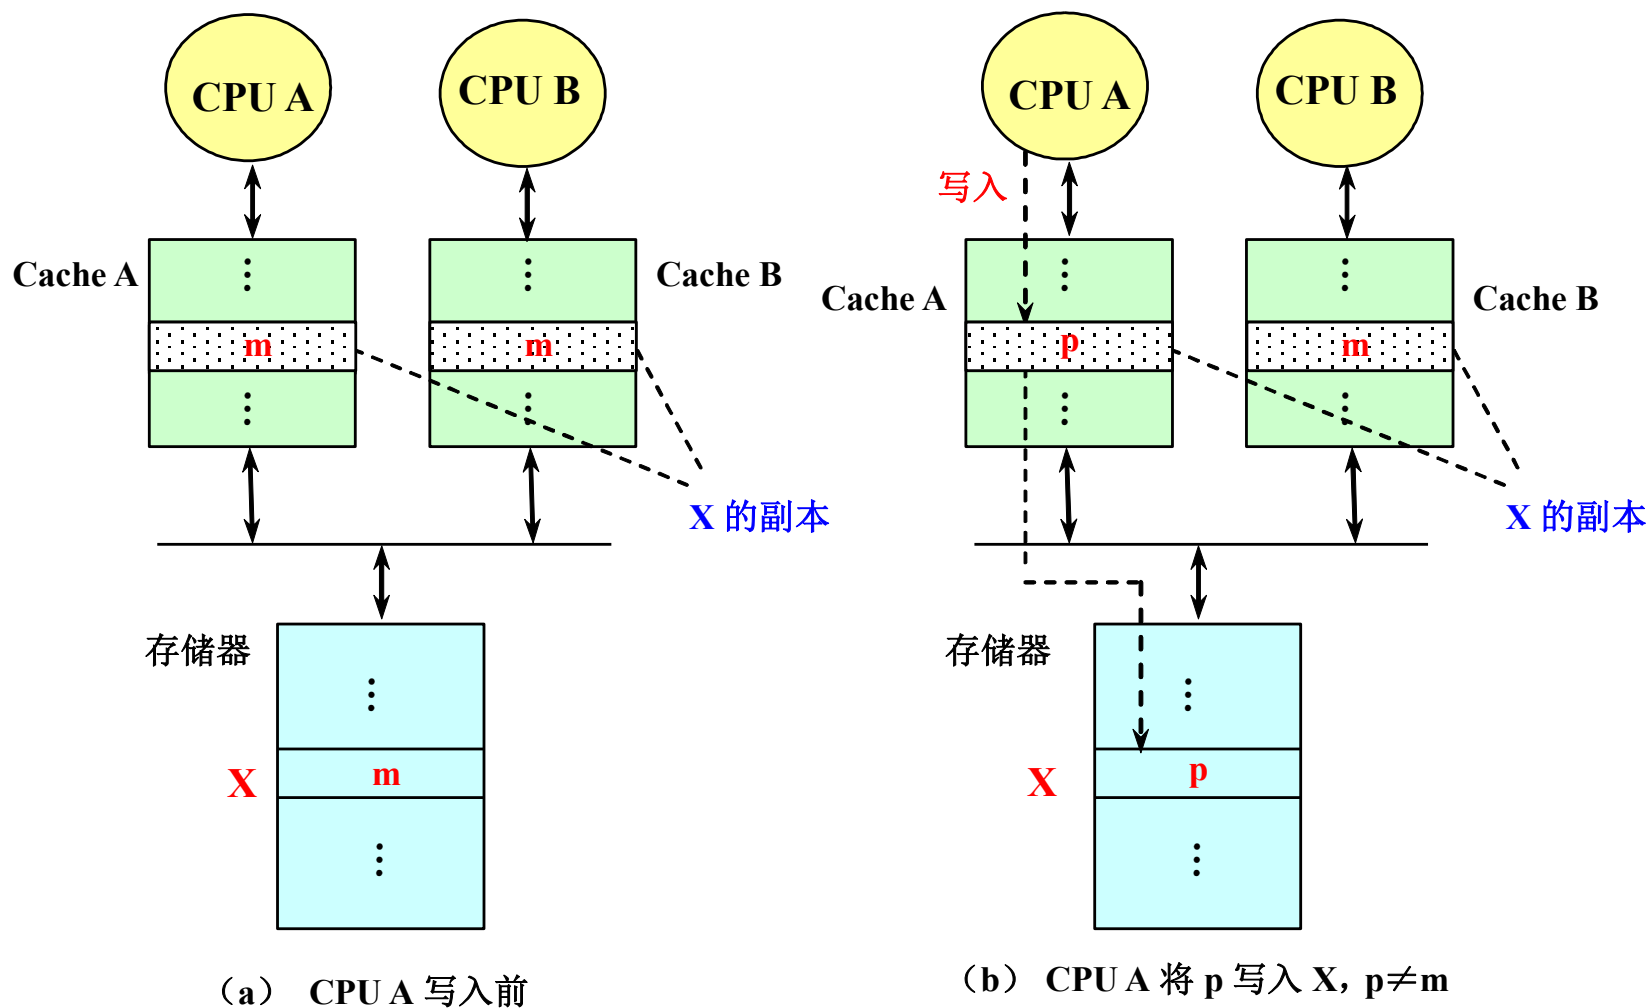 CPU A
CPU B
Cache A
Cache B
m
m
X 的副本
存储器
X
m
（a） CPU A 写入前
CPU A
CPU B
写入
Cache A
Cache B
p
m
X 的副本
存储器
X
p
（b） CPU A 将 p 写入 X，p≠m